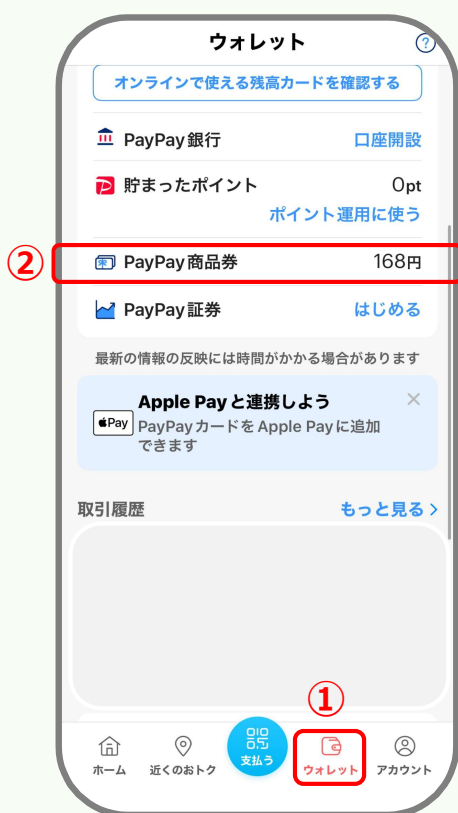 ウォレット
オンラインで使える残高カードを確認する
PayPay銀行 口座開設
貯まったポイント 0pt
ポイント運用に使う
② PayPay商品券 168円
PayPay証券 はじめる
最新の情報の反映には時間がかかる場合があります
Apple Payと連携しよう
Pay PayPayカードをApple Payに追加
できます
取引履歴 もっと見る
①
ホーム 近くのおトク 支払う ウォレット アカウント